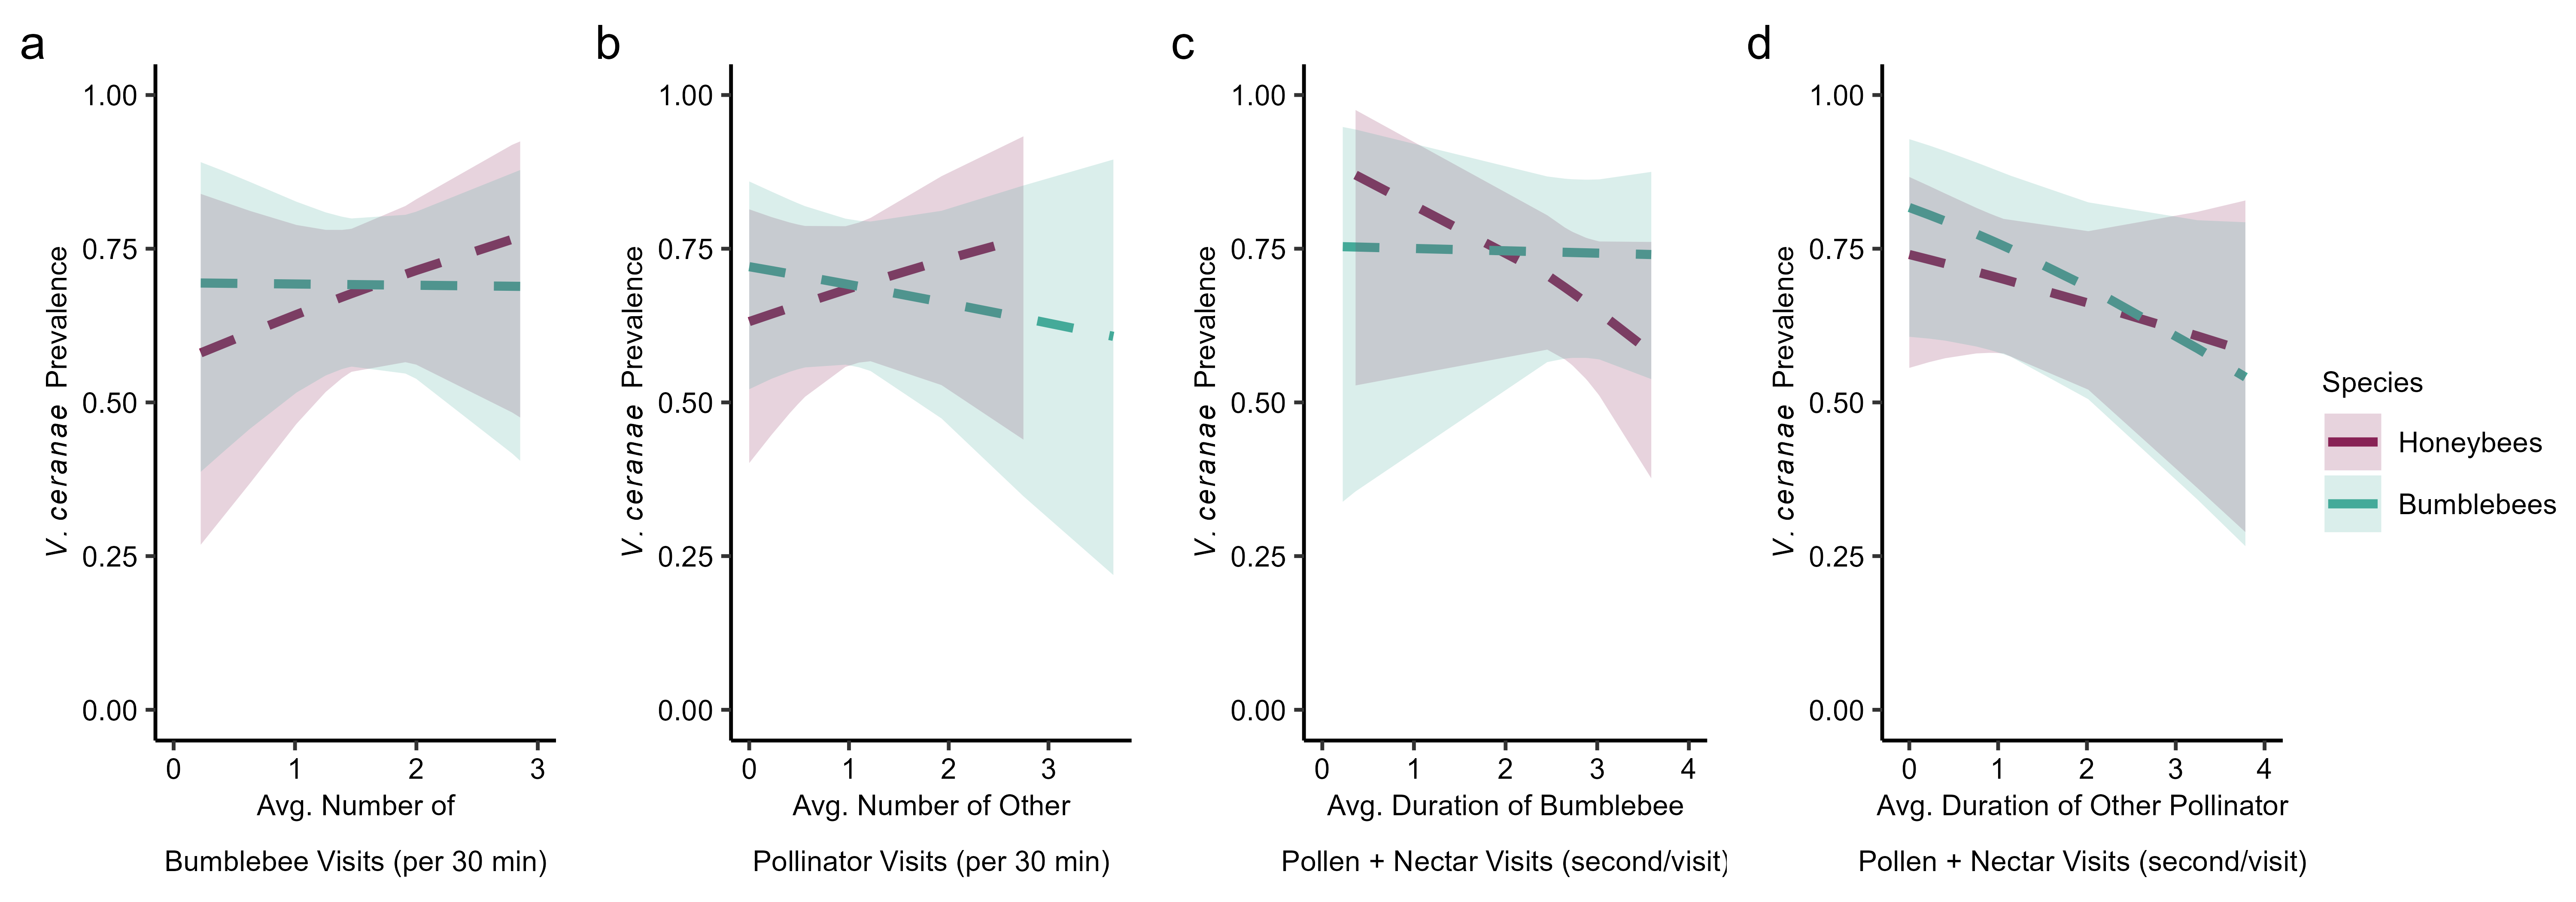 a
V. ceranae Prevalence
1.00
0.75
0.50
0.25
0.00
0 1 2 3
Avg. Number of
Bumblebee Visits (per 30 min)
b
V. ceranae Prevalence
1.00
0.75
0.50
0.25
0.00
0 1 2 3
Avg. Number of Other
Pollinator Visits (per 30 min)
c
V. ceranae Prevalence
1.00
0.75
0.50
0.25
0.00
0 1 2 3 4
Avg. Duration of Bumblebee
Pollen + Nectar Visits (second/visit)
d
V. ceranae Prevalence
1.00
0.75
0.50
0.25
0.00
0 1 2 3 4
Avg. Duration of Other Pollinator
Pollen + Nectar Visits (second/visit)
Species
Honeybees
Bumblebees